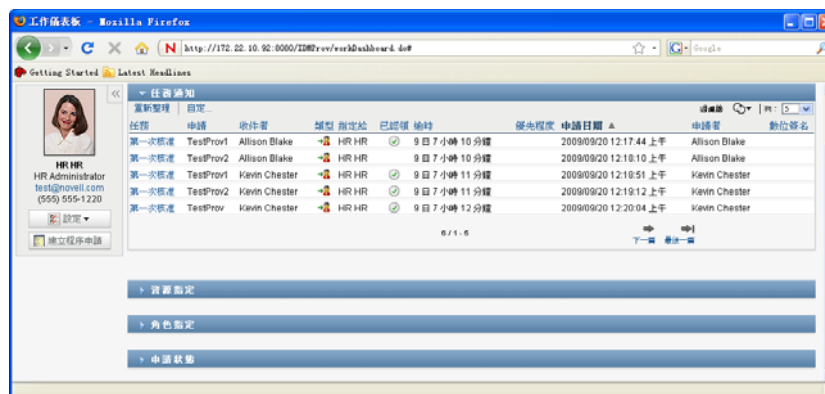 工作儀表板 - Mozilla Firefox
http://172.22.10.92:8080/IDMProv/workDashboard.do#
Google
Getting Started Latest Headlines
任務通知
重新整理 自定...
過濾器 列: 5
任務 申請 收件者 類型 指定給 已認領 逾時 優先程度 申請日期 申請者 數位簽名
第一次核准 TestProv1 Allison Blake HR HR 9 日 7 小時 10 分鐘 2009/09/20 12:17:44 上午 Allison Blake
第一次核准 TestProv2 Allison Blake HR HR 9 日 7 小時 10 分鐘 2009/09/20 12:18:10 上午 Allison Blake
第一次核准 TestProv1 Kevin Chester HR HR 9 日 7 小時 11 分鐘 2009/09/20 12:18:51 上午 Kevin Chester
第一次核准 TestProv2 Kevin Chester HR HR 9 日 7 小時 11 分鐘 2009/09/20 12:19:12 上午 Kevin Chester
第一次核准 TestProv Kevin Chester HR HR 9 日 7 小時 12 分鐘 2009/09/20 12:20:04 上午 Kevin Chester
下一頁 最後一頁
HR HR
HR Administrator
test@novell.com
(555) 555-1220
設定
建立程序申請
資源指定
角色指定
申請狀態